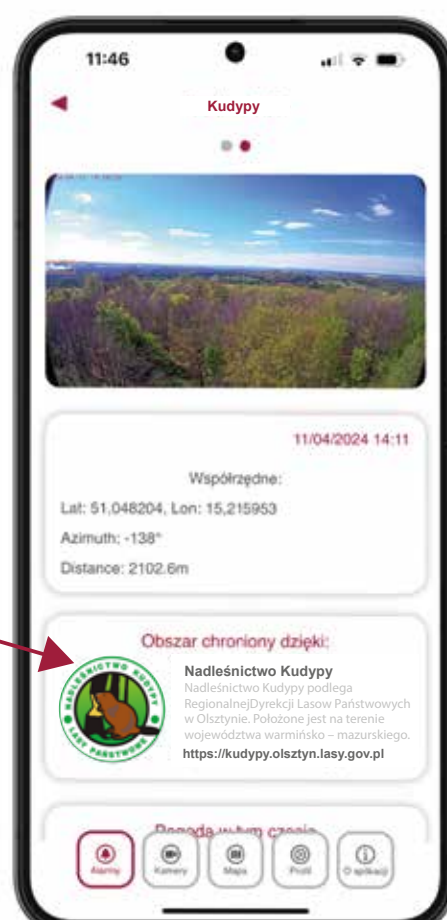 11:46
Kudypy
11/04/2024 14:11
Współrzędne:
Lat: 51,048204, Lon: 15,215953
Azimuth: -138°
Distance: 2102.6m
Obszar chroniony dzięki:
NADLEŚNICTWO KUDYPY
LASY PAŃSTWOWE
Nadleśnictwo Kudypy
Nadleśnictwo Kudypy podlega
RegionalnejDyrekcji Lasow Państwowych
w Olsztynie. Położone jest na terenie
województwa warmińsko – mazurskiego.
https://kudypy.olsztyn.lasy.gov.pl
Pogoda w tym czasie
Alarmy
Kamery
Mapa
Profil
O aplikacji